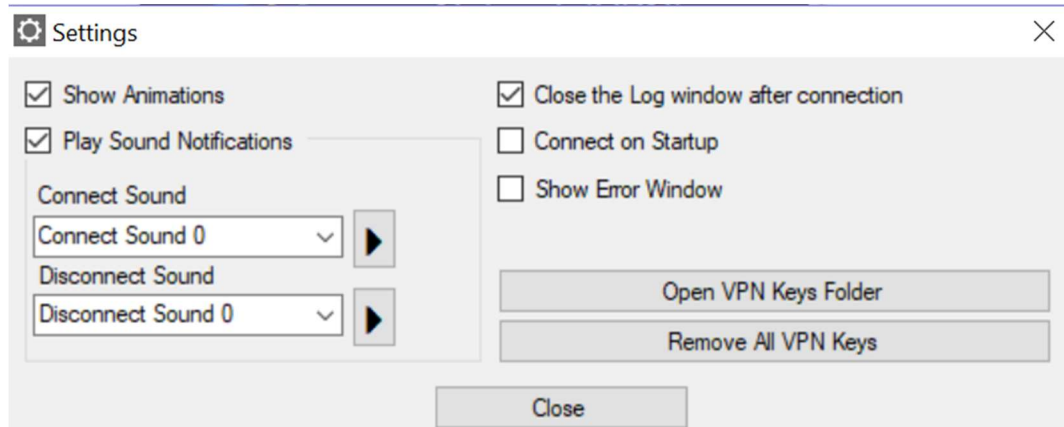 Settings
Show Animations
Play Sound Notifications
Connect Sound
Connect Sound 0
Disconnect Sound
Disconnect Sound 0
Close the Log window after connection
Connect on Startup
Show Error Window
Open VPN Keys Folder
Remove All VPN Keys
Close